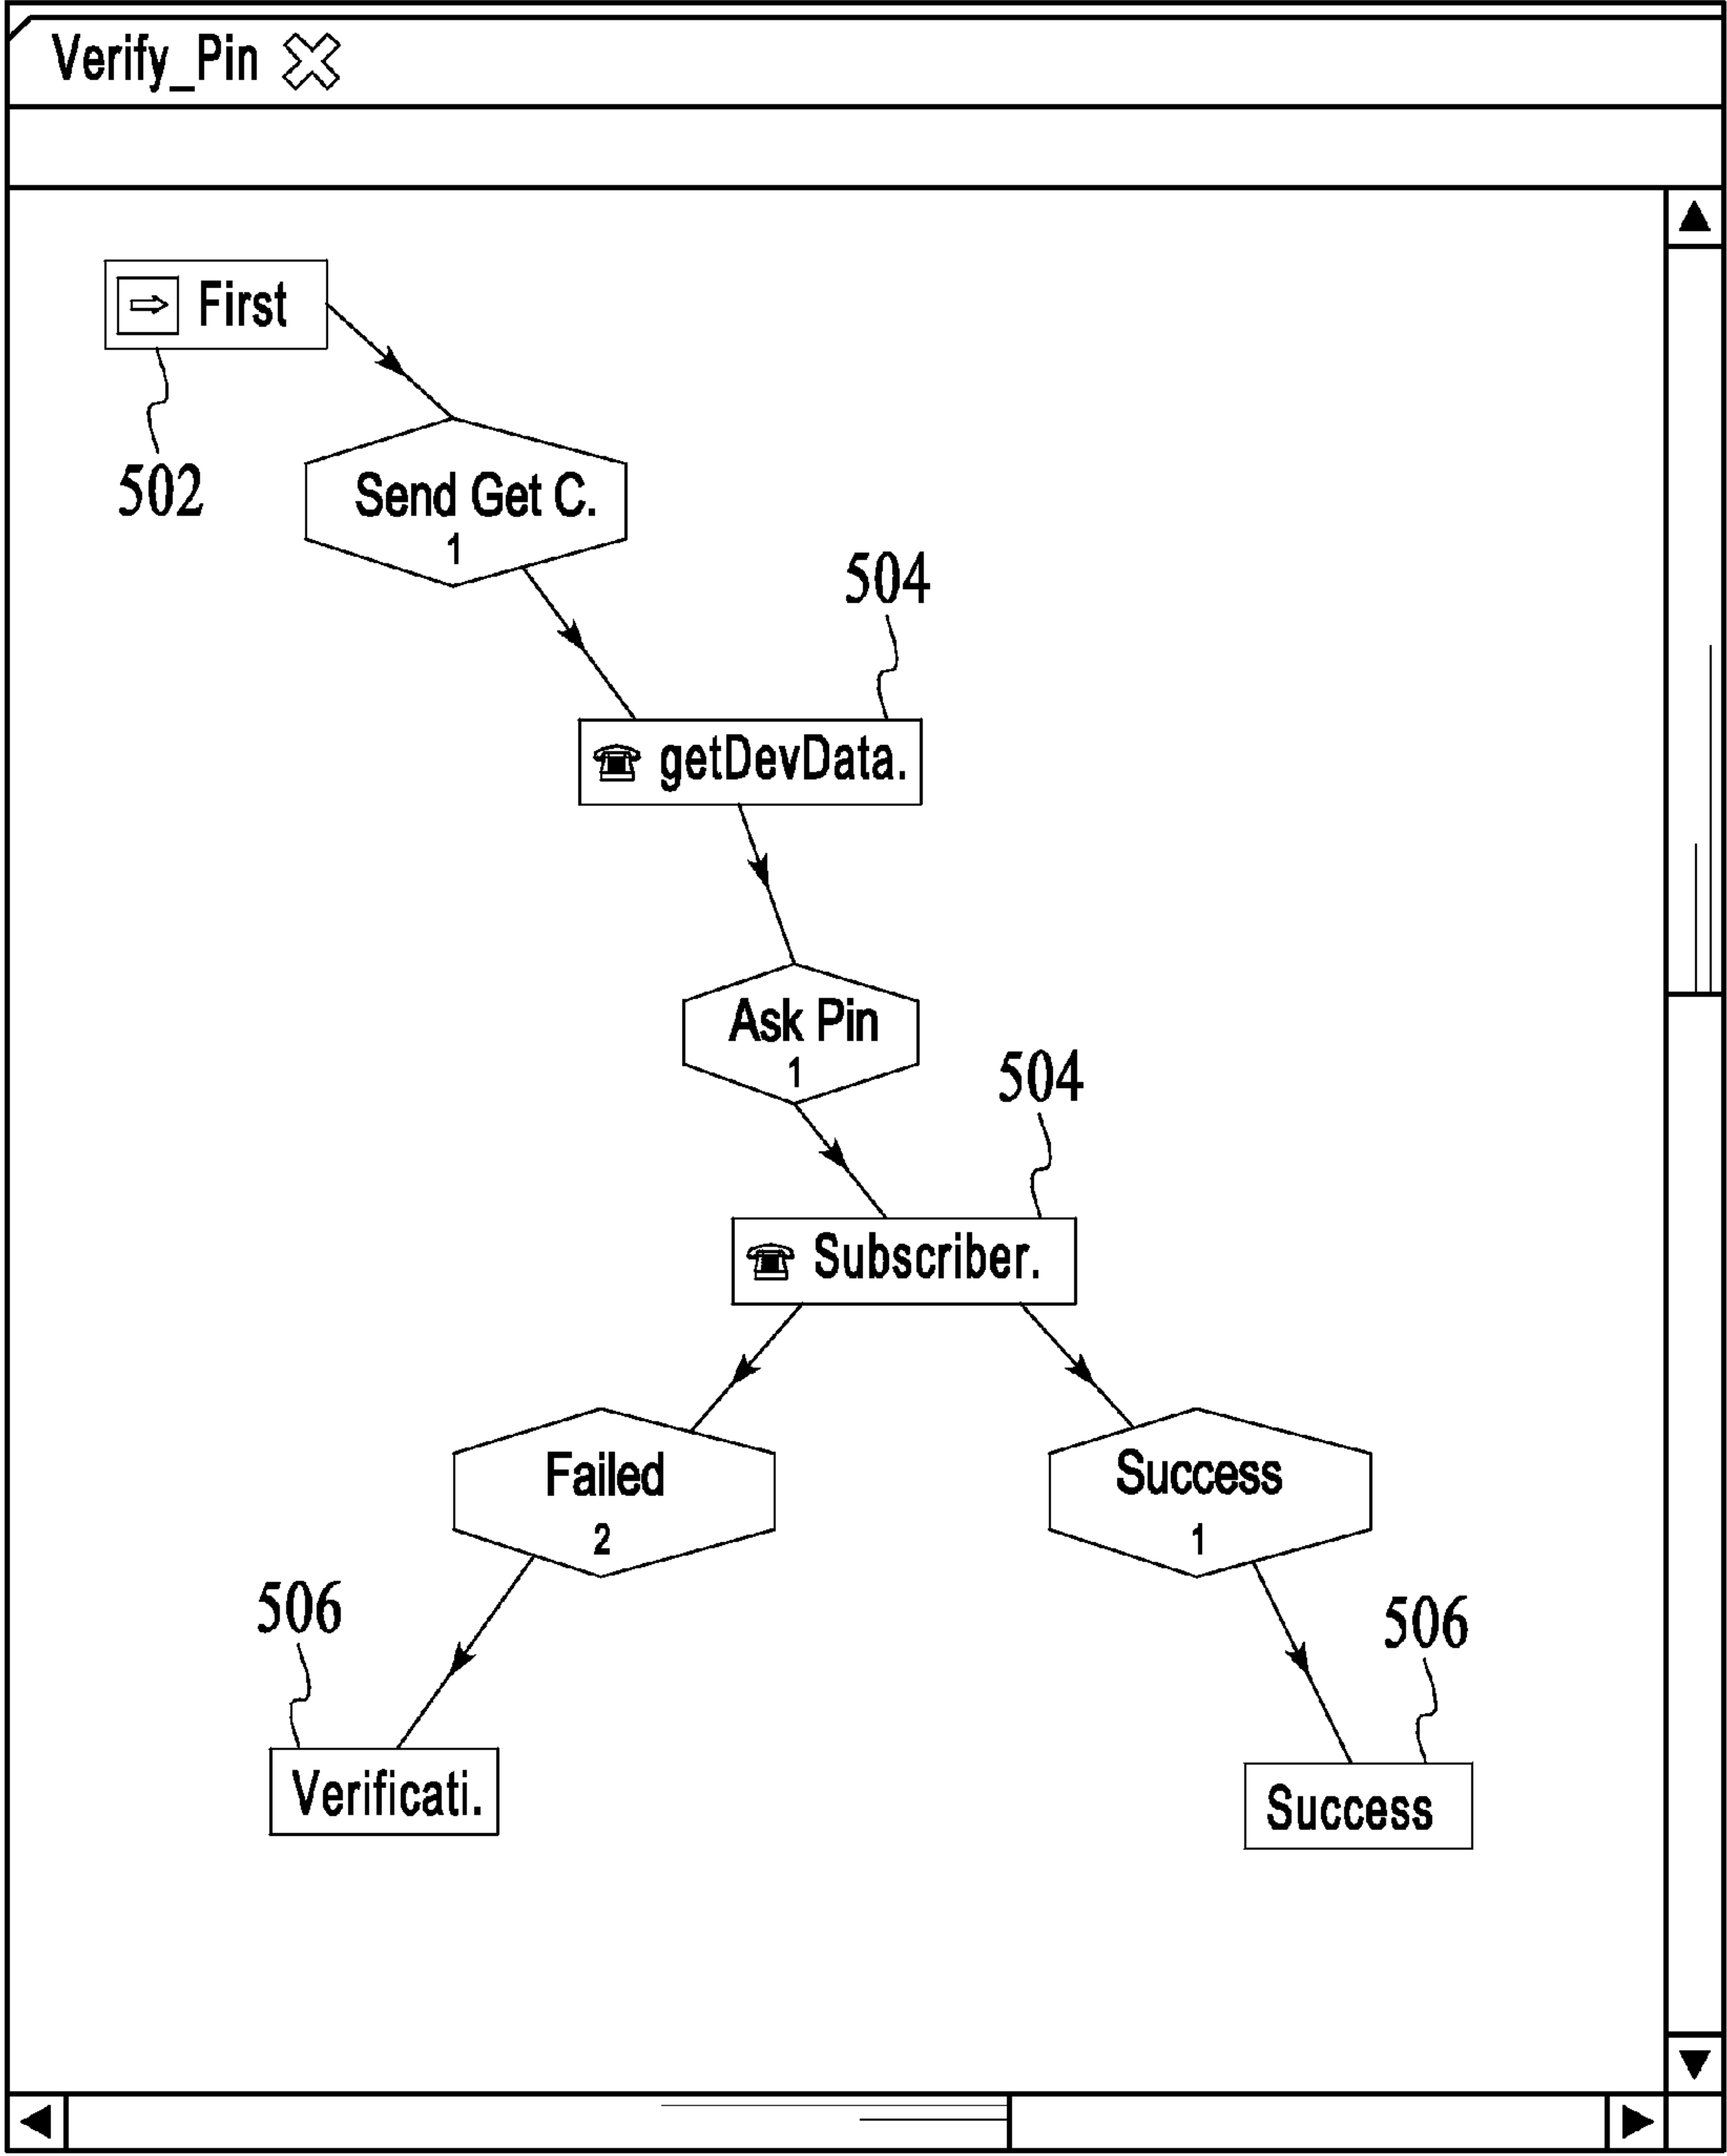 Verify_Pin
First
502
Send Get C.
1
504
getDevData.
Ask Pin
1
504
Subscriber.
Failed
2
Success
1
506
506
Verificati.
Success